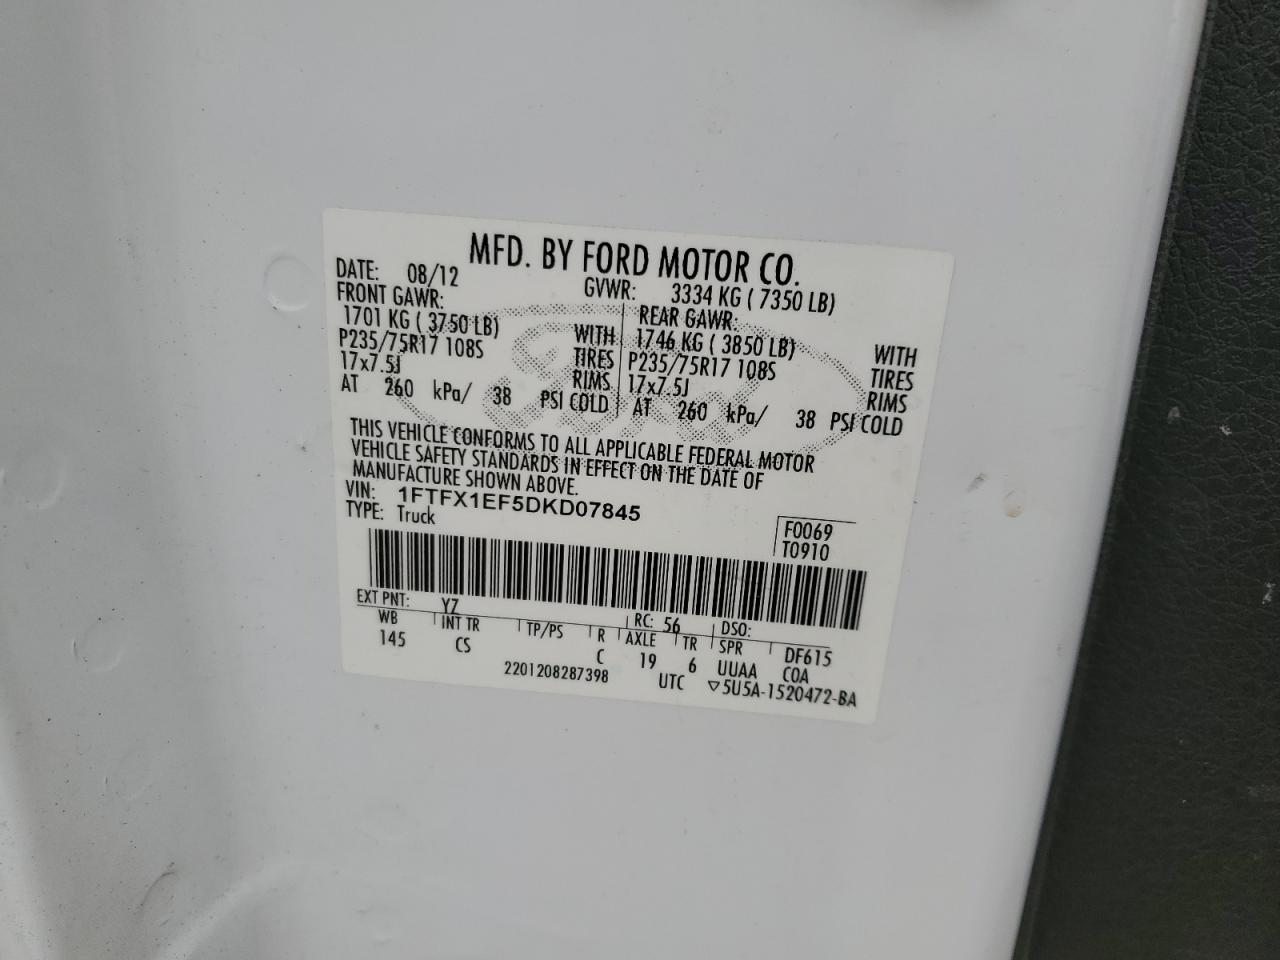 MFD. BY FORD MOTOR CO.
DATE: 08/12 GVWR: 3334 KG ( 7350 LB)
FRONT GAWR: REAR GAWR:
1701 KG ( 3750 LB) WITH 1746 KG ( 3850 LB) WITH
P235/75R17 108S TIRES P235/75R17 108S TIRES
17x7.5J RIMS 17x7.5J RIMS
AT 260 kPa/ 38 PSI COLD AT 260 kPa/ 38 PSI COLD
THIS VEHICLE CONFORMS TO ALL APPLICABLE FEDERAL MOTOR
VEHICLE SAFETY STANDARDS IN EFFECT ON THE DATE OF
MANUFACTURE SHOWN ABOVE.
VIN: 1FTFX1EF5DKD07845
TYPE: Truck
F0069
T0910
EXT PNT: YZ RC: 56 DSO:
WB INT TR TP/PS R AXLE TR SPR DF615
145 CS C 19 6 UUAA COA
2201208287398 UTC ▽5U5A-1520472-BA
Ford